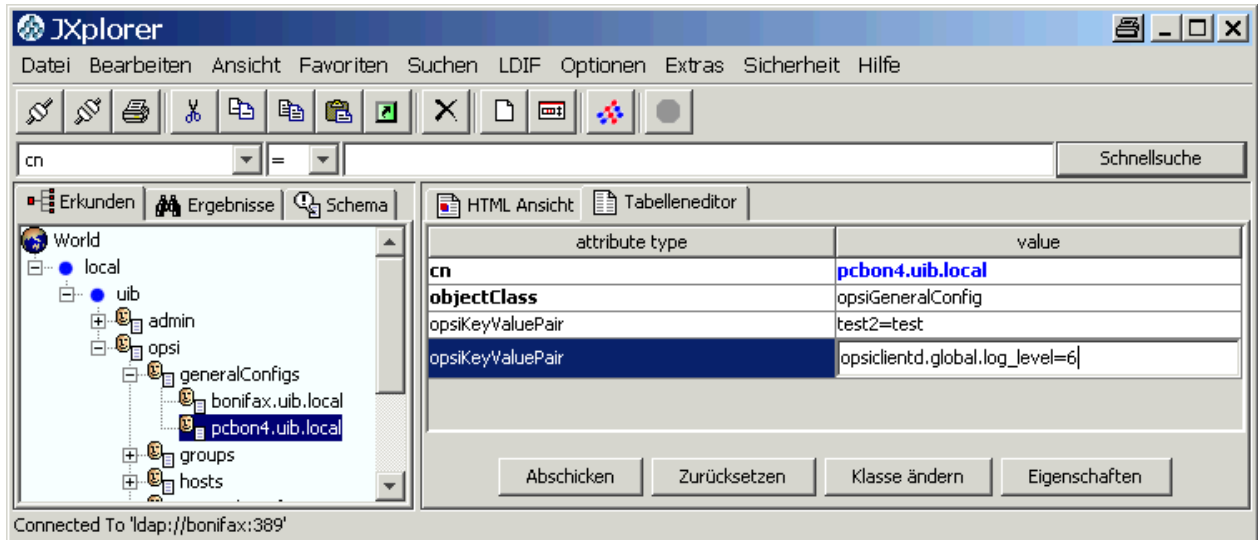 JXplorer
Datei Bearbeiten Ansicht Favoriten Suchen LDIF Optionen Extras Sicherheit Hilfe
cn = Schnellsuche
Erkunden Ergebnisse Schema
HTML Ansicht Tabelleneditor
World
local
uib
admin
opsi
generalConfigs
bonifax.uib.local
pcbon4.uib.local
groups
hosts
attribute type value
cn pcbon4.uib.local
objectClass opsiGeneralConfig
opsiKeyValuePair test2=test
opsiKeyValuePair opsiclientd.global.log_level=6
Abschicken Zurücksetzen Klasse ändern Eigenschaften
Connected To 'ldap://bonifax:389'